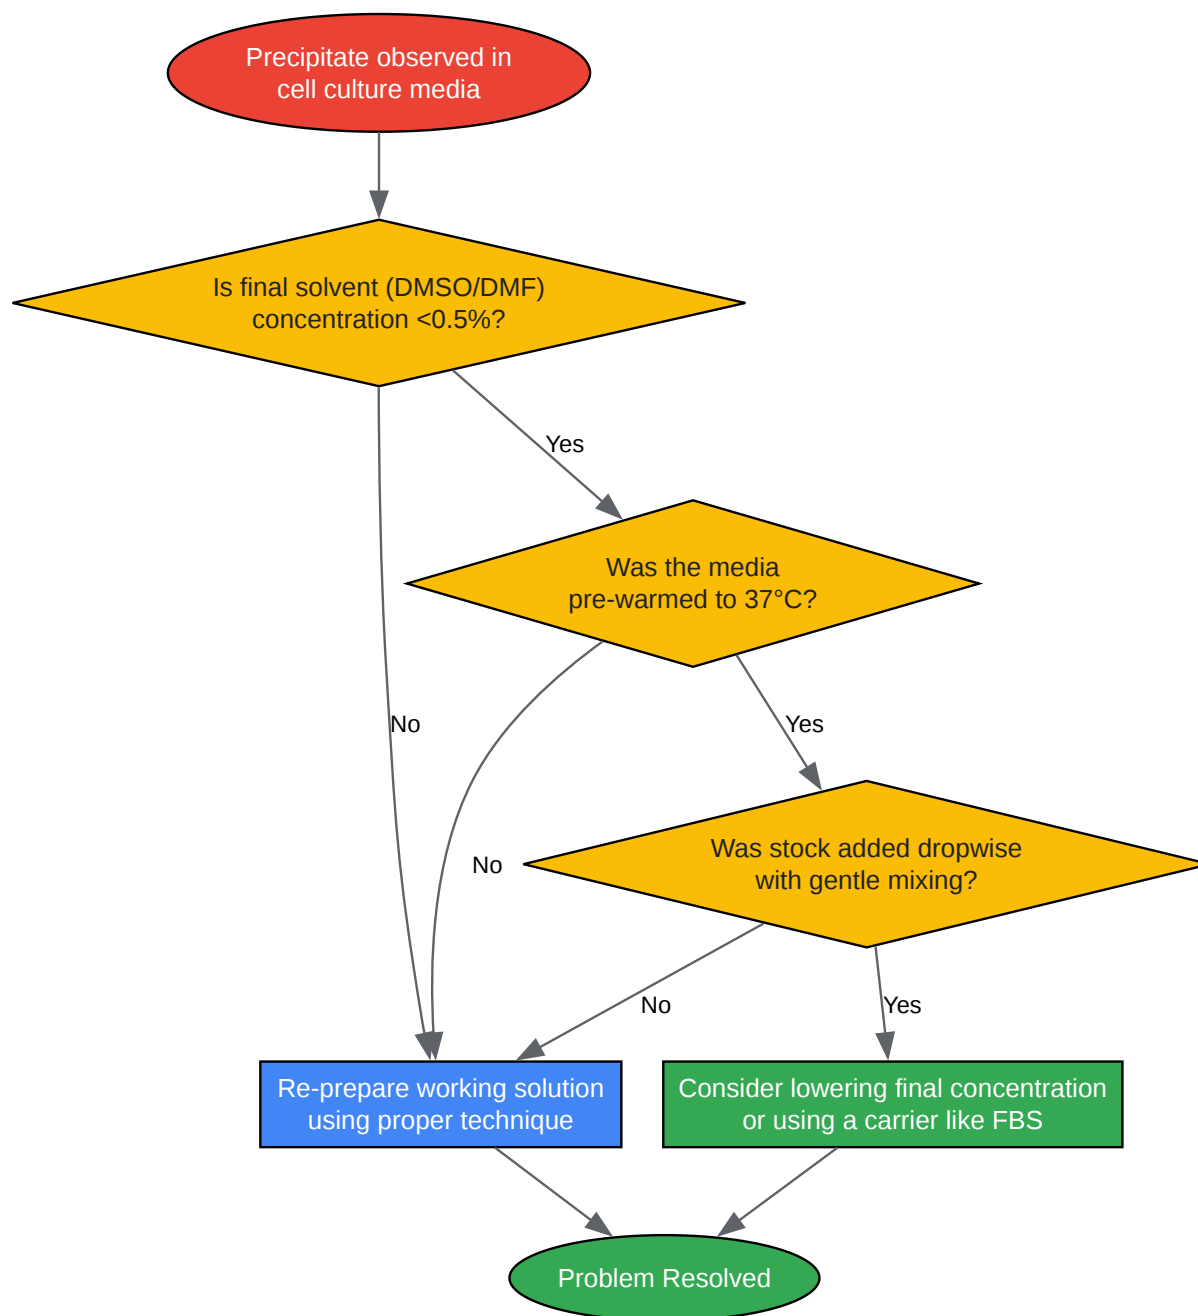 Precipitate observed in
cell culture media
Is final solvent (DMSO/DMF)
concentration <0.5%?
Yes
Was the media
pre-warmed to 37°C?
No
Yes
Was stock added dropwise
with gentle mixing?
No
No
Yes
Re-prepare working solution
using proper technique
Consider lowering final concentration
or using a carrier like FBS
Problem Resolved